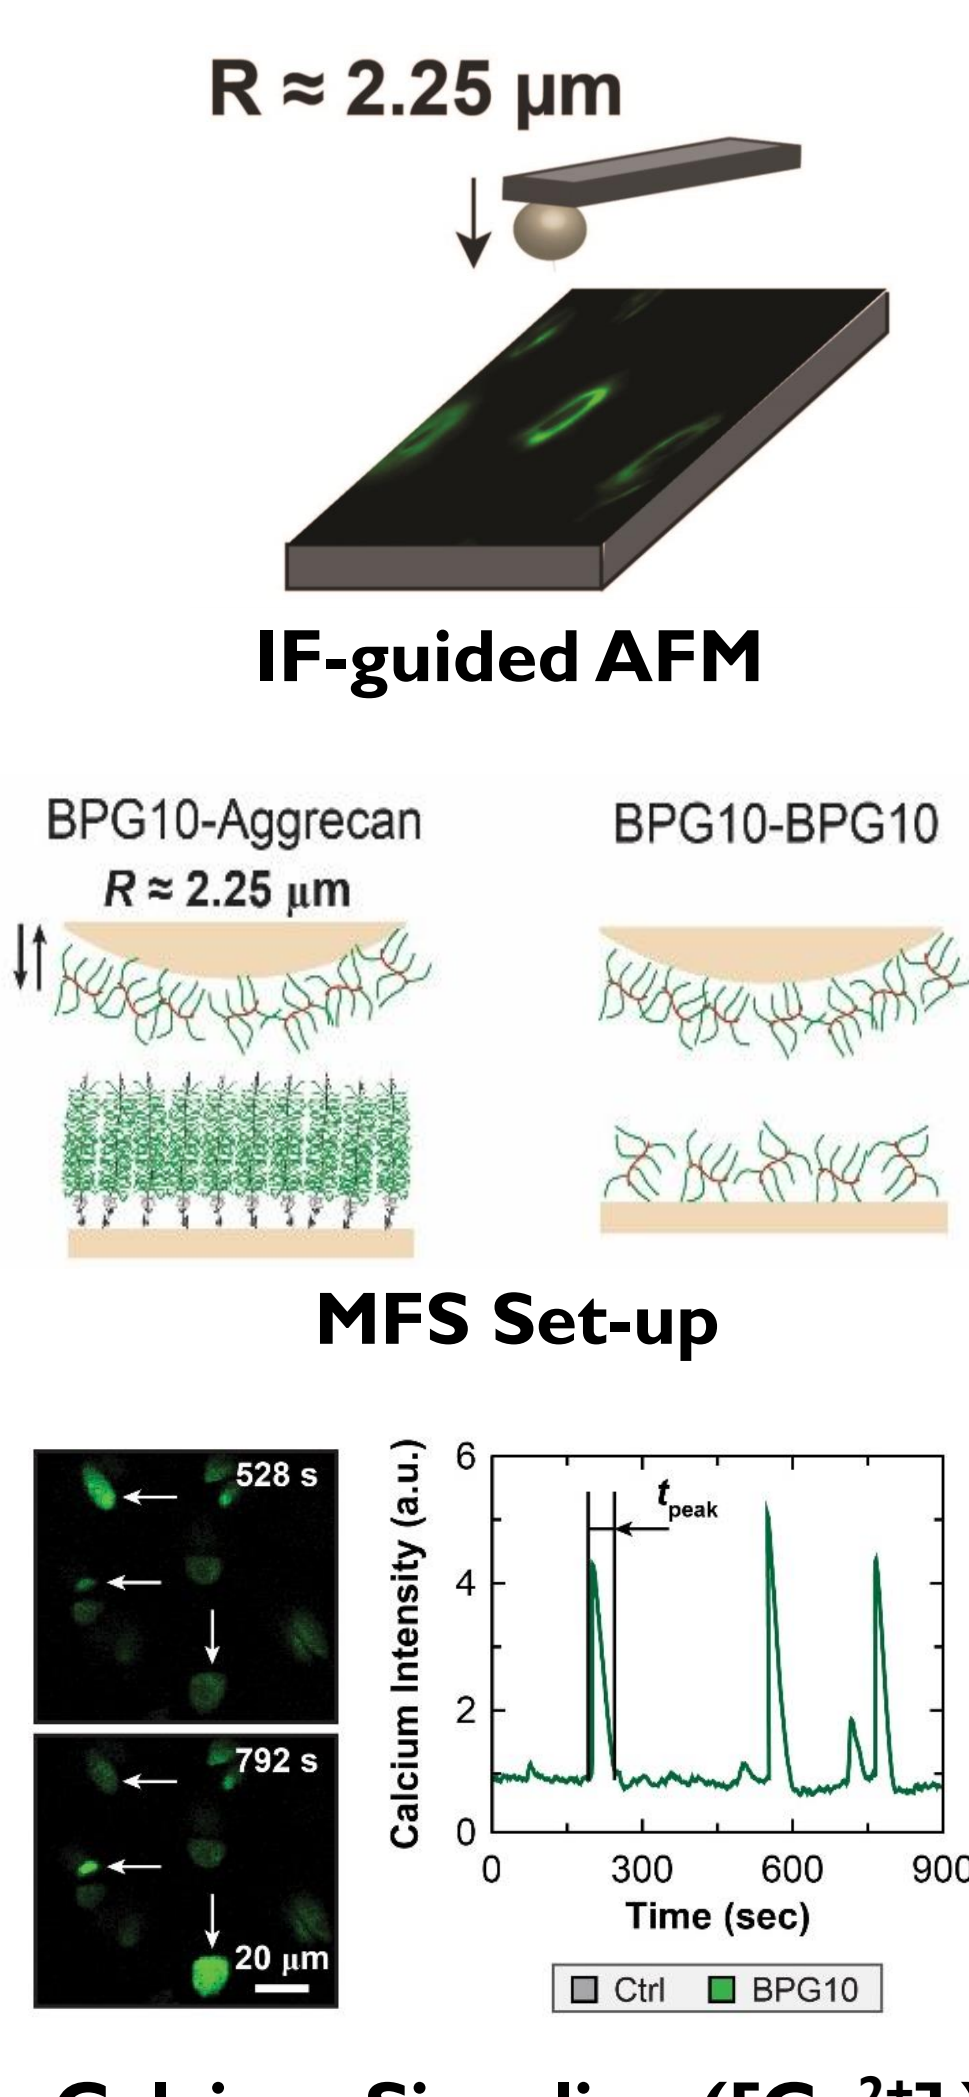 R ≈ 2.25 µm
IF-guided AFM
BPG10-Aggrecan
R ≈ 2.25 µm
BPG10-BPG10
MFS Set-up
528 s
792 s
20 µm
Calcium Intensity (a.u.)
6
4
2
0
t peak
0 300 600 900
Time (sec)
Ctrl BPG10